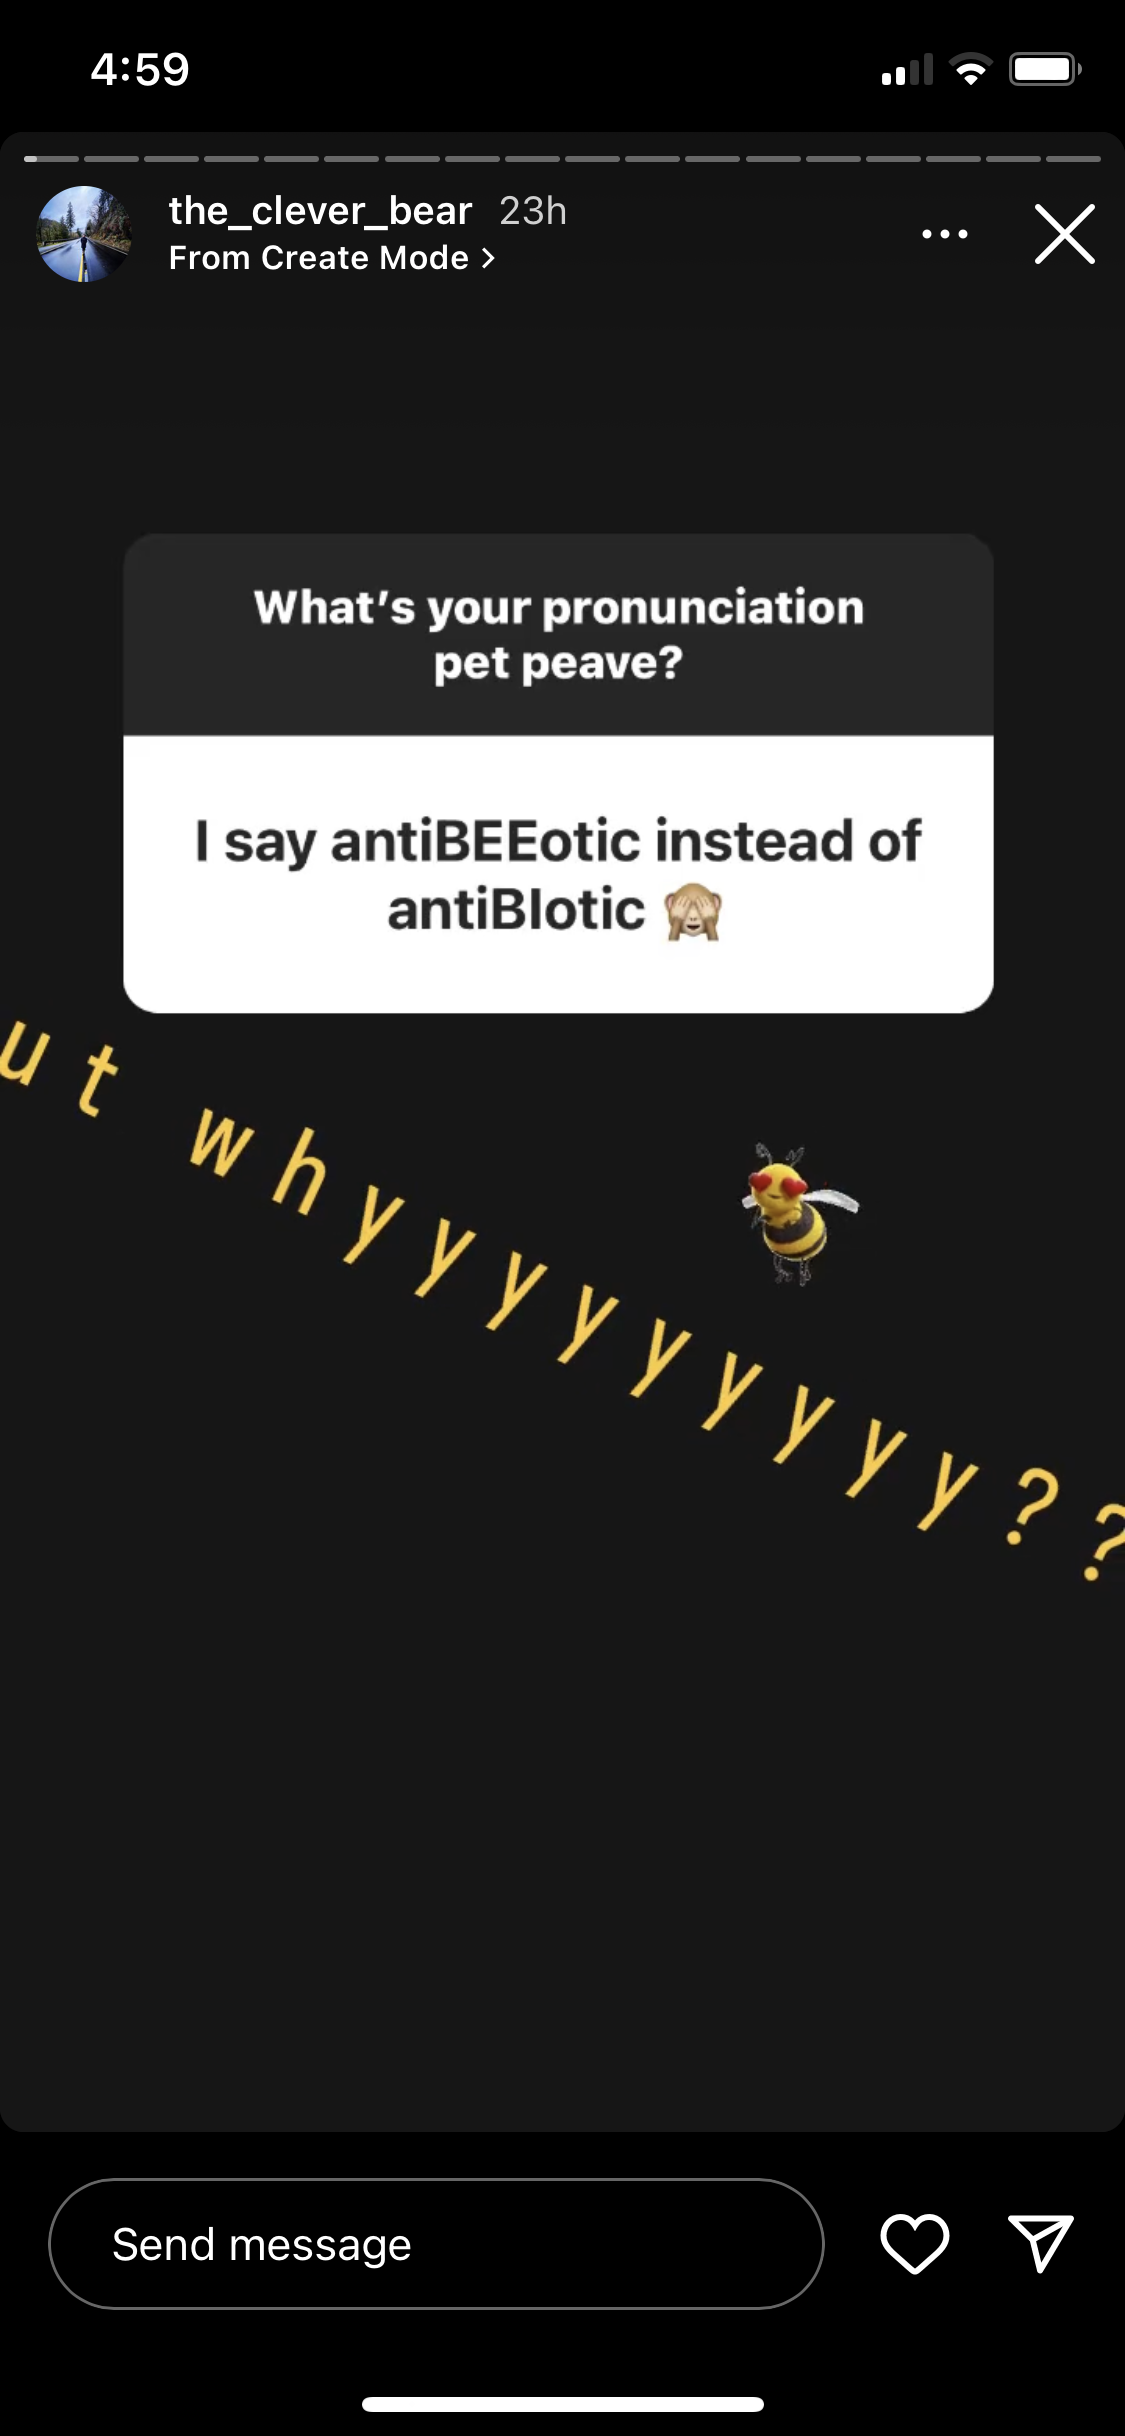 4:59
the_clever_bear 23h
From Create Mode >
What's your pronunciation
pet peave?
I say antiBEEotic instead of
antiBIotic 🙈
ut whyyyyyyyyy??
Send message